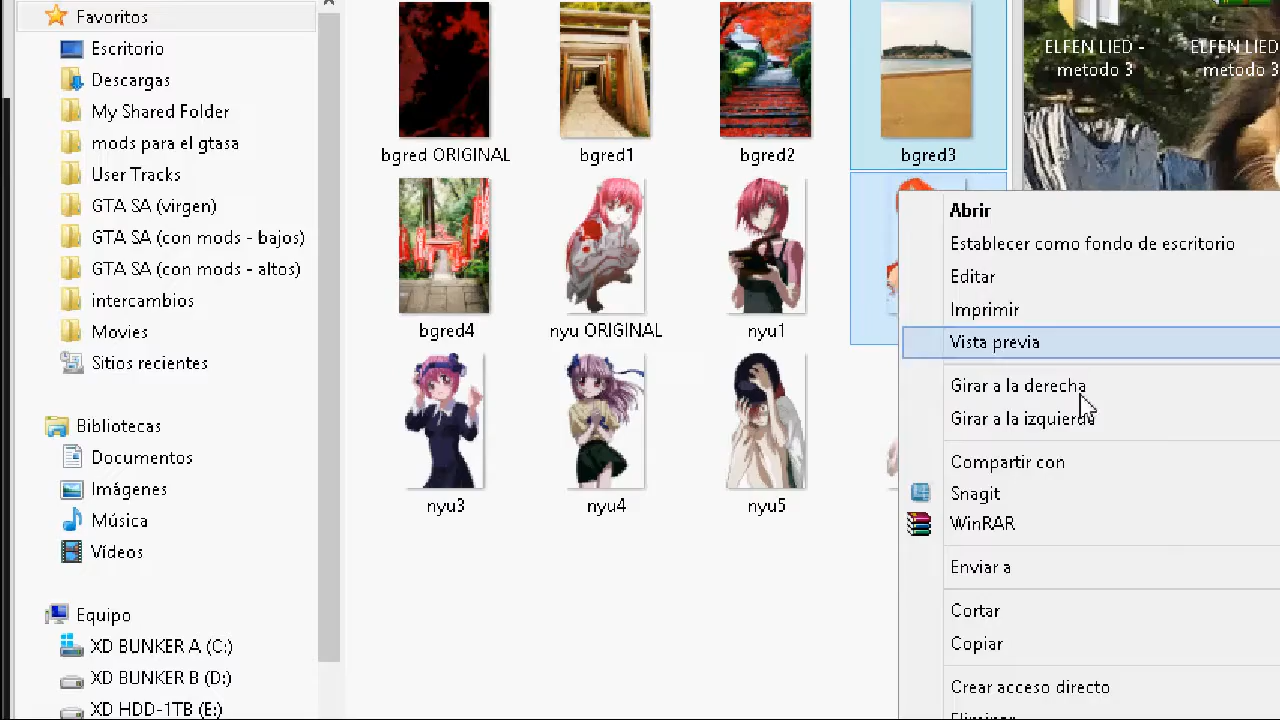 Favoritos
Escritorio
Descargas
My Shared Folder
mods para el gtasa
User Tracks
GTA SA (virgen)
GTA SA (con mods - bajos)
GTA SA (con mods - altos)
intercambios
Movies
Sitios recientes
Bibliotecas
Documentos
Imágenes
Música
Vídeos
Equipo
XD BUNKER A (C:)
XD BUNKER B (D:)
XD HDD-1TB (E:)
bgred ORIGINAL
bgred1
bgred2
bgred3
bgred4
nyu ORIGINAL
nyu1
nyu3
nyu4
nyu5
ELFEN LIED -
metodo 3
ELFEN LIED
Abrir
Establecer como fondo de escritorio
Editar
Imprimir
Vista previa
Girar a la derecha
Girar a la izquierda
Compartir con
Snagit
WinRAR
Enviar a
Cortar
Copiar
Crear acceso directo
Eliminar